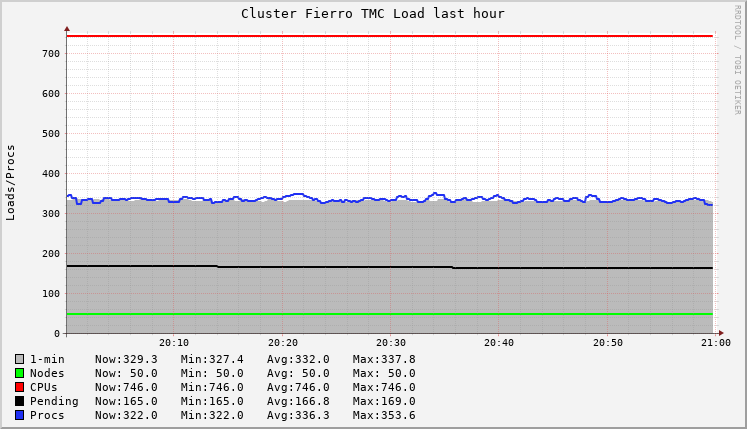 Cluster Fierro TMC Load last hour
RRDTOOL / TOBI OETIKER
Loads/Procs
700
600
500
400
300
200
100
0
20:10 20:20 20:30 20:40 20:50 21:00
1-min Now:329.3 Min:327.4 Avg:332.0 Max:337.8
Nodes Now: 50.0 Min: 50.0 Avg: 50.0 Max: 50.0
CPUs Now:746.0 Min:746.0 Avg:746.0 Max:746.0
Pending Now:165.0 Min:165.0 Avg:166.8 Max:169.0
Procs Now:322.0 Min:322.0 Avg:336.3 Max:353.6